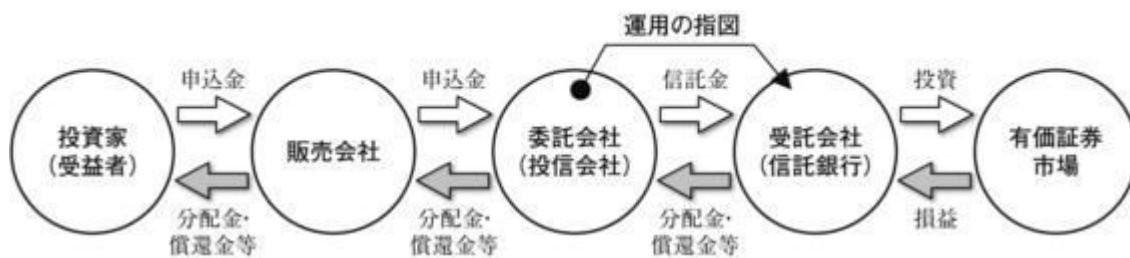 運用の指図
申込金
申込金
信託金
投資
投資家
(受益者)
販売会社
委託会社
(投信会社)
受託会社
(信託銀行)
有価証券
市場
分配金・
償還金等
分配金・
償還金等
分配金・
償還金等
損益